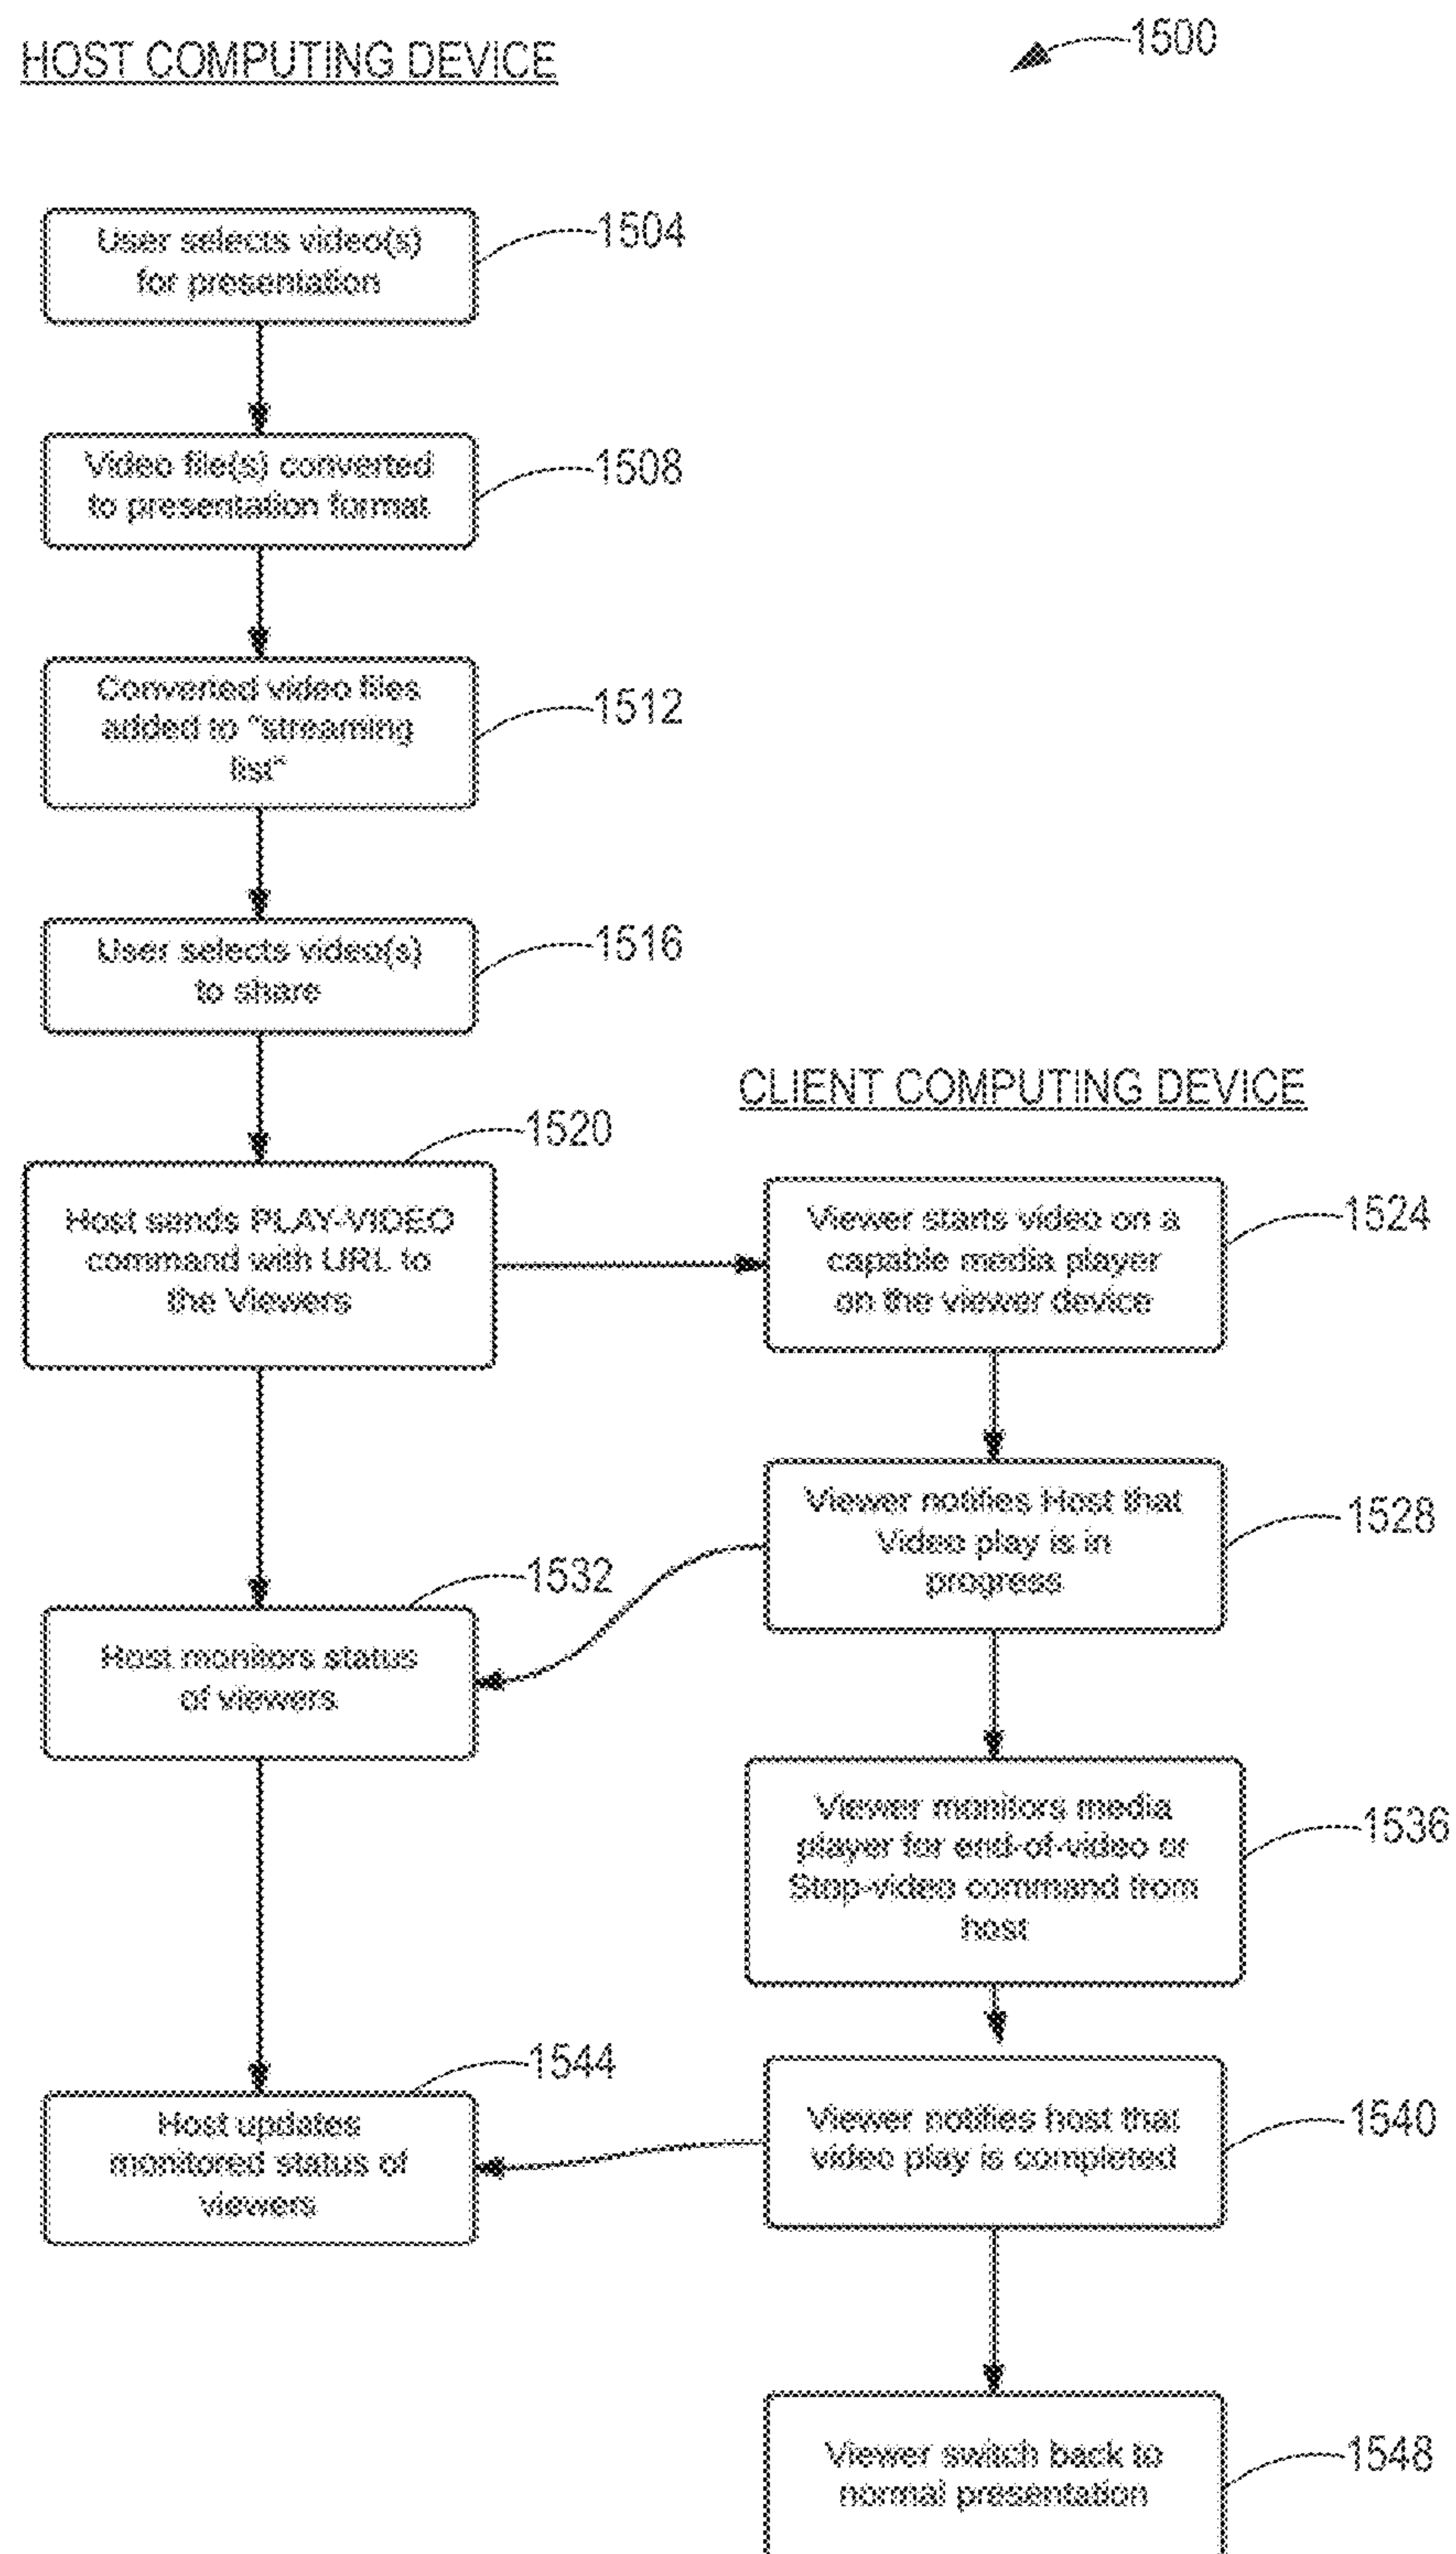 HOST COMPUTING DEVICE
1500
User selects video(s)
for presentation
1504
Video file(s) converted
to presentation format
1508
Converted video files
added to "streaming
list"
1512
User selects video(s)
to share
1516
CLIENT COMPUTING DEVICE
1520
Host sends PLAY-VIDEO
command with URL to
the Viewers
Viewer starts video on a
capable media player
on the viewer device
1524
Viewer notifies Host that
Video play is in
progress
1528
1532
Host monitors status
of viewers
Viewer monitors media
player for end-of-video or
Stop-video command from
host
1536
1544
Host updates
monitored status of
viewers
Viewer notifies host that
video play is completed
1540
Viewer switch back to
normal presentation
1548